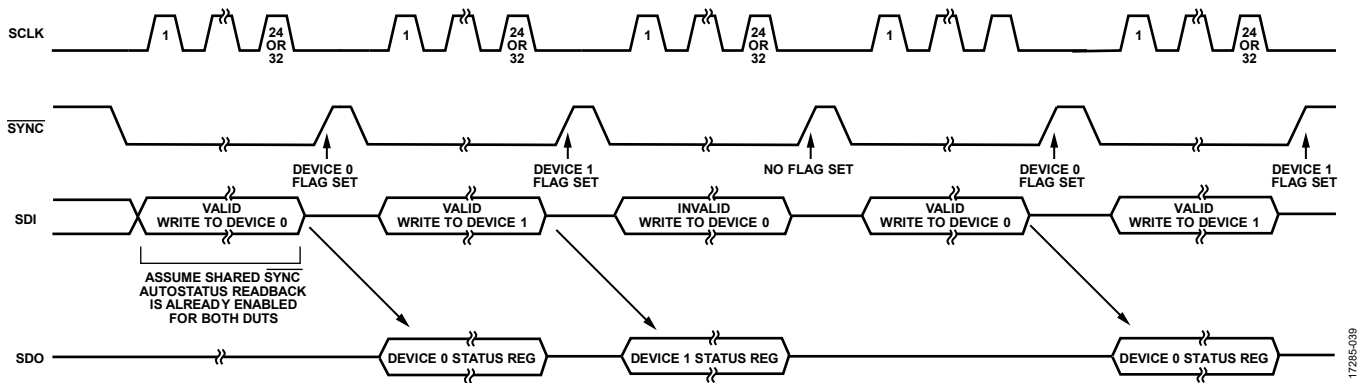 SCLK
1
24
OR
32
1
24
OR
32
1
24
OR
32
1
1
24
OR
32
SYNC
DEVICE 0
FLAG SET
DEVICE 1
FLAG SET
NO FLAG SET
DEVICE 0
FLAG SET
DEVICE 1
FLAG SET
SDI
VALID
WRITE TO DEVICE 0
VALID
WRITE TO DEVICE 1
INVALID
WRITE TO DEVICE 0
VALID
WRITE TO DEVICE 0
VALID
WRITE TO DEVICE 1
ASSUME SHARED SYNC
AUTOSTATUS READBACK
IS ALREADY ENABLED
FOR BOTH DUTS
SDO
DEVICE 0 STATUS REG
DEVICE 1 STATUS REG
DEVICE 0 STATUS REG
17285-039